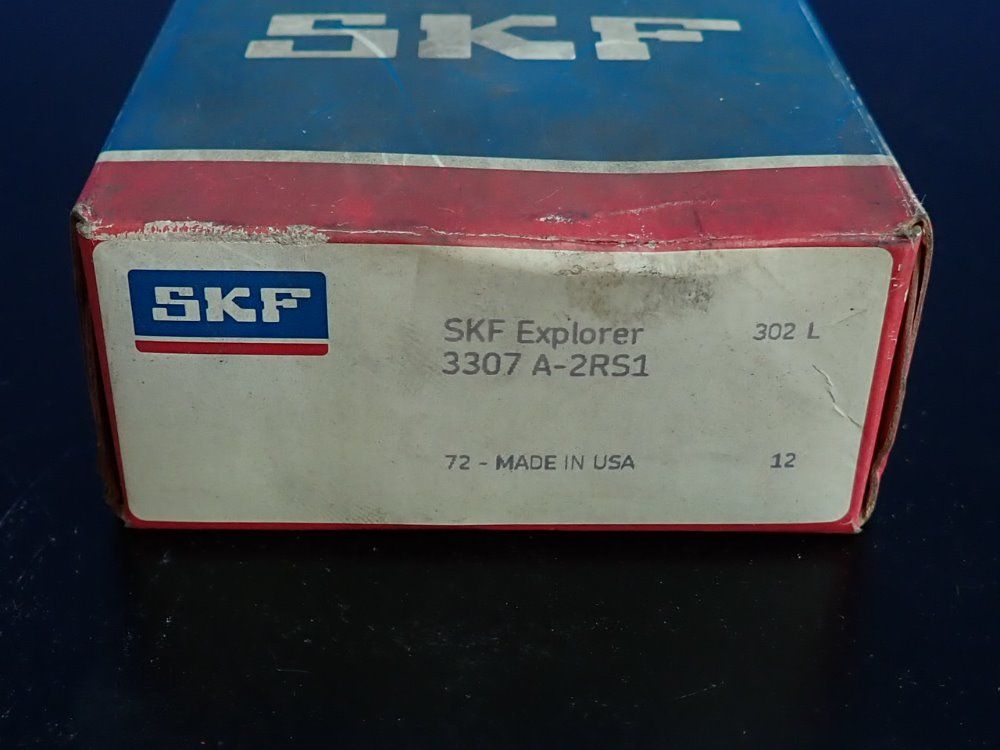 SKF
SKF
SKF Explorer 302 L
3307 A-2RS1
72 - MADE IN USA 12